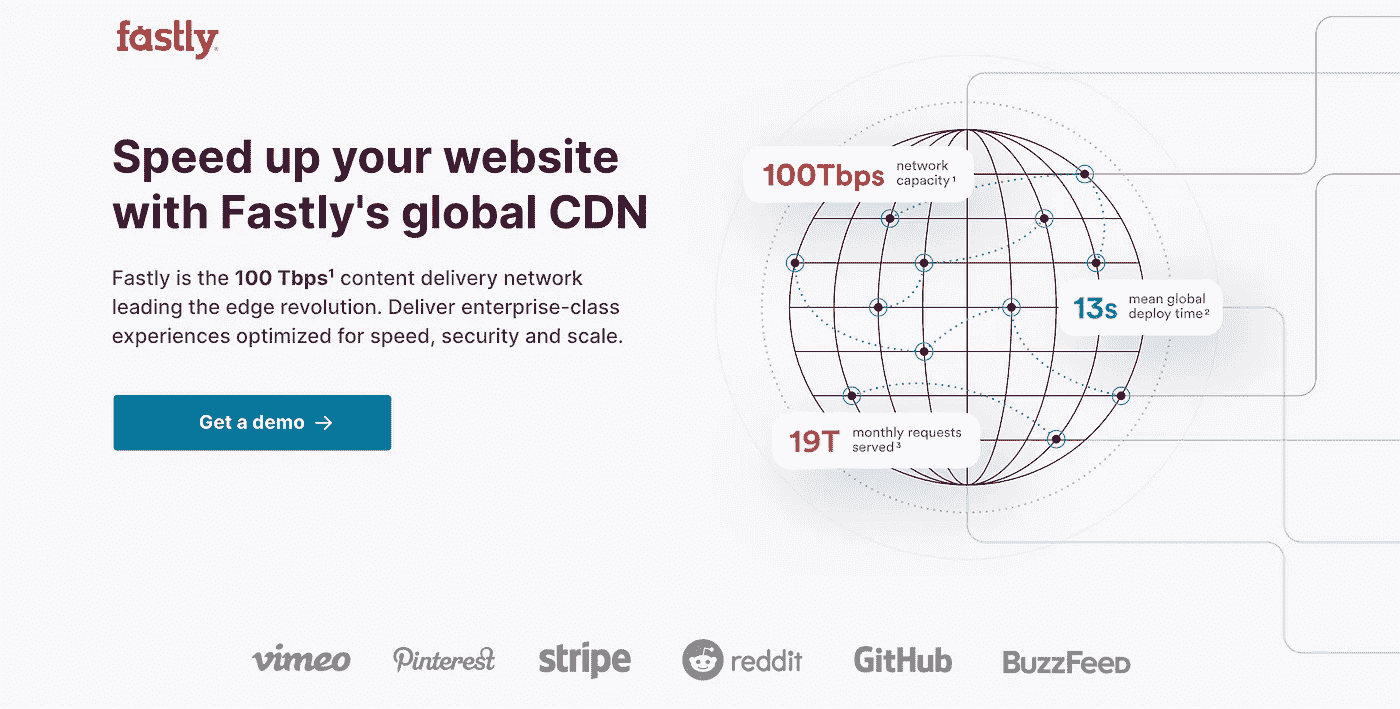 fastly
Speed up your website
with Fastly's global CDN
Fastly is the 100 Tbps¹ content delivery network
leading the edge revolution. Deliver enterprise-class
experiences optimized for speed, security and scale.
Get a demo →
100Tbps network
capacity¹
13s mean global
deploy time²
19T monthly requests
served³
vimeo Pinterest stripe reddit GitHub BuzzFeed